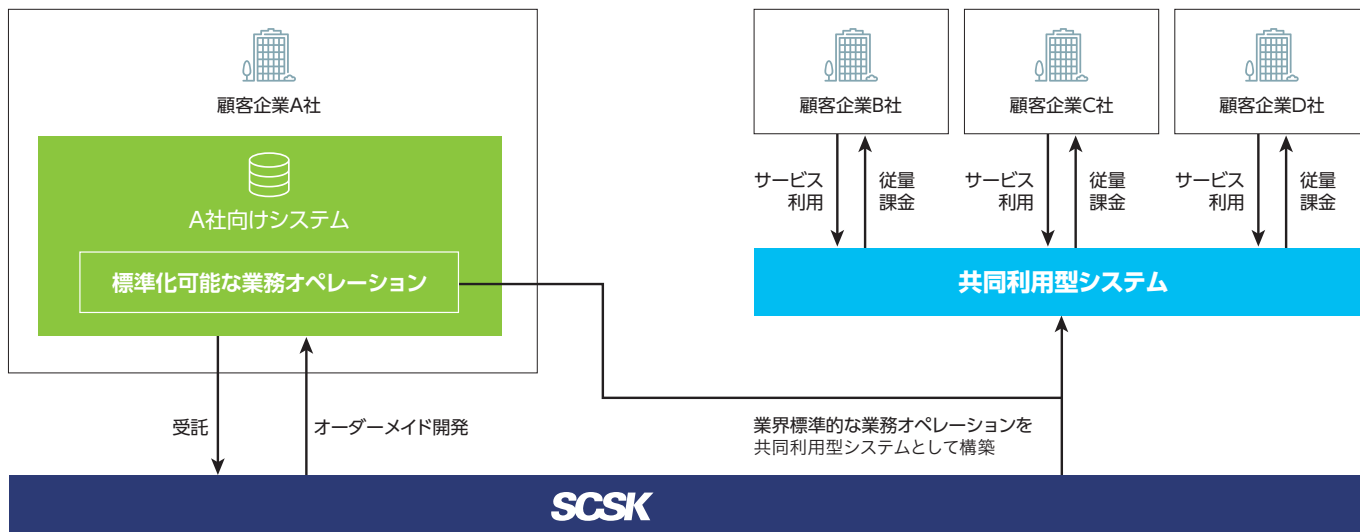 顧客企業A社
A社向けシステム
標準化可能な業務オペレーション
受託
オーダーメイド開発
顧客企業B社
顧客企業C社
顧客企業D社
サービス
利用
従量
課金
サービス
利用
従量
課金
サービス
利用
従量
課金
共同利用型システム
業界標準的な業務オペレーションを
共同利用型システムとして構築
SCSK